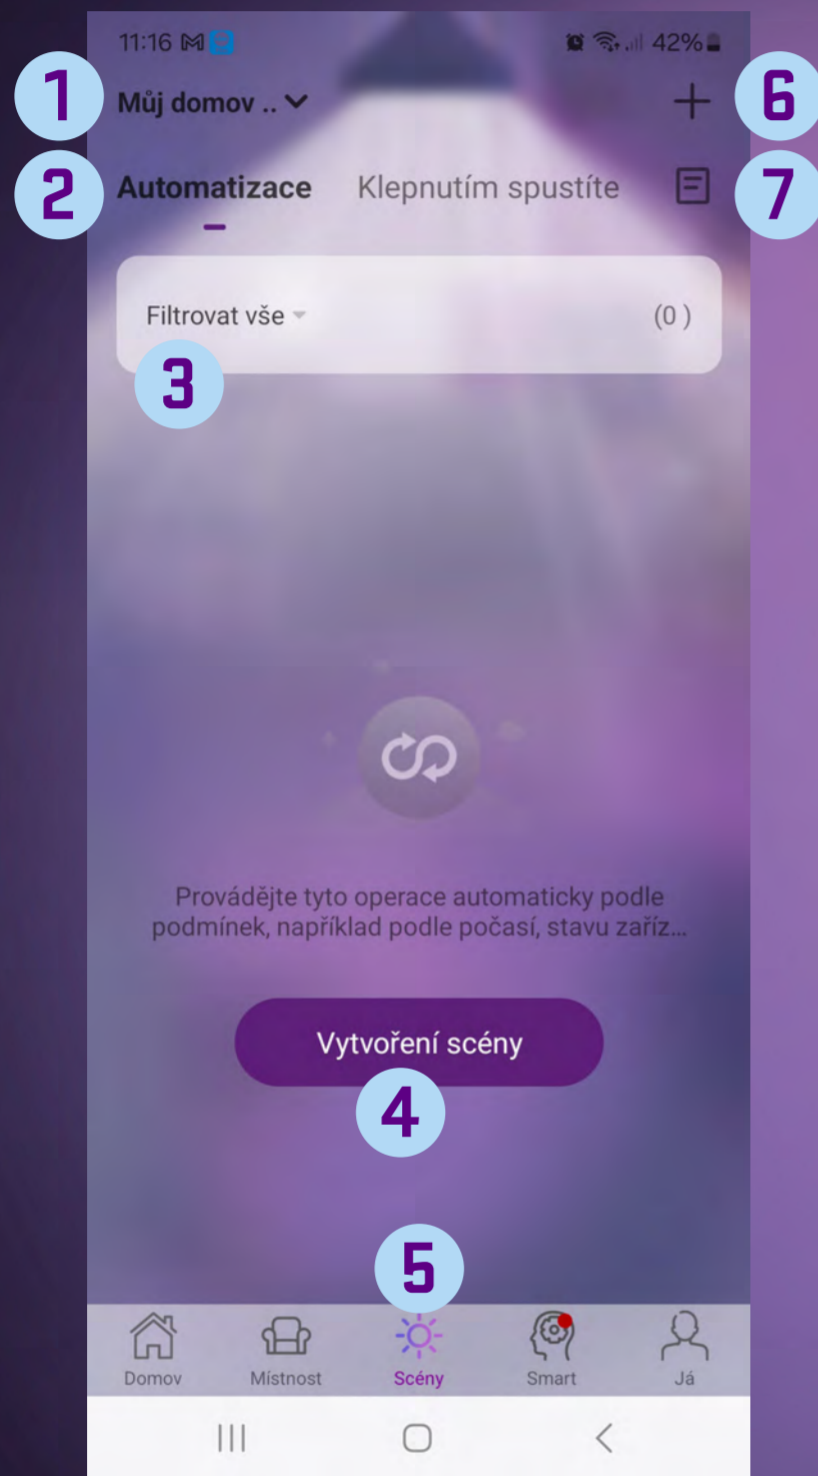 11:16 42%
1 Můj domov .. 6
2 Automatizace Klepnutím spustíte 7
Filtrovat vše (0 )
3
Provádějte tyto operace automaticky podle
podmínek, například podle počasí, stavu zaříz...
Vytvoření scény
4
5
Domov Místnost Scény Smart Já